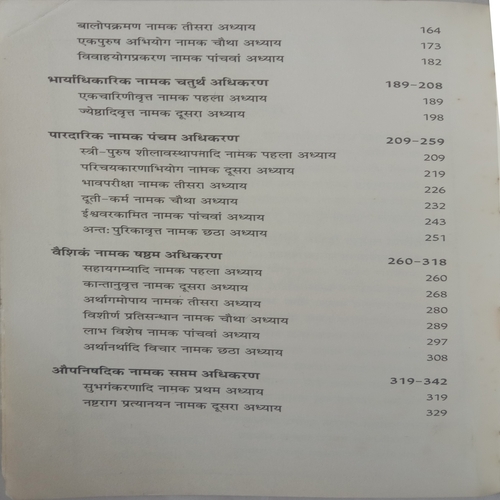 बालोपक्रमण नामक तीसरा अध्याय 164
एकपुरुष अभियोग नामक चौथा अध्याय 173
विवाहयोगप्रकरण नामक पांचवां अध्याय 182
भार्याधिकारिक नामक चतुर्थ अधिकरण 189-208
एकचारिणीवृत्त नामक पहला अध्याय 189
ज्येष्ठादिवृत्त नामक दूसरा अध्याय 198
पारदारिक नामक पंचम अधिकरण 209-259
स्त्री-पुरुष शीलावस्थापनादि नामक पहला अध्याय 209
परिचयकारणाभियोग नामक दूसरा अध्याय 219
भावपरीक्षा नामक तीसरा अध्याय 226
दूती-कर्म नामक चौथा अध्याय 232
ईश्वरकामित नामक पांचवां अध्याय 243
अन्तःपुरिकावृत्त नामक छठा अध्याय 251
वैशिकं नामक षष्ठम अधिकरण 260-318
सहायगम्यादि नामक पहला अध्याय 260
कान्तानुवृत्त नामक दूसरा अध्याय 268
अर्थागमोपाय नामक तीसरा अध्याय 280
विशीर्ण प्रतिसन्धान नामक चौथा अध्याय 289
लाभ विशेष नामक पांचवां अध्याय 297
अर्थानर्थादि विचार नामक छठा अध्याय 308
औपनिषदिक नामक सप्तम अधिकरण 319-342
सुभगंकरणादि नामक प्रथम अध्याय 319
नष्टराग प्रत्यानयन नामक दूसरा अध्याय 329